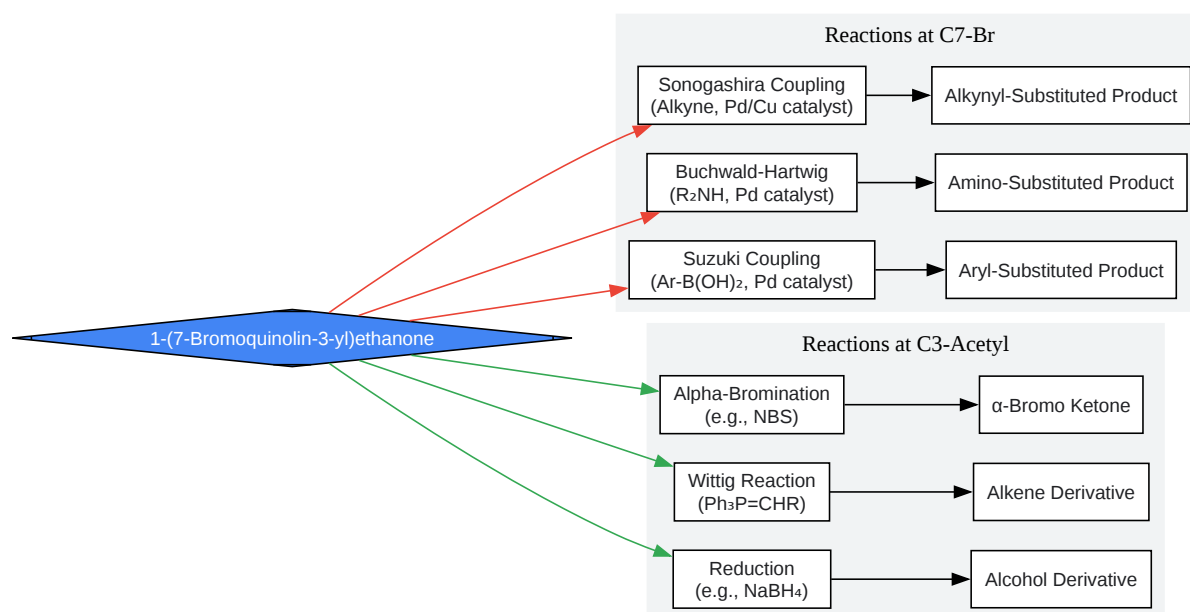 Reactions at C7-Br
Sonogashira Coupling
(Alkyne, Pd/Cu catalyst)
Alkynyl-Substituted Product
Buchwald-Hartwig
(R₂NH, Pd catalyst)
Amino-Substituted Product
Suzuki Coupling
(Ar-B(OH)₂, Pd catalyst)
Aryl-Substituted Product
1-(7-Bromoquinolin-3-yl)ethanone
Reactions at C3-Acetyl
Alpha-Bromination
(e.g., NBS)
α-Bromo Ketone
Wittig Reaction
(Ph₃P=CHR)
Alkene Derivative
Reduction
(e.g., NaBH₄)
Alcohol Derivative